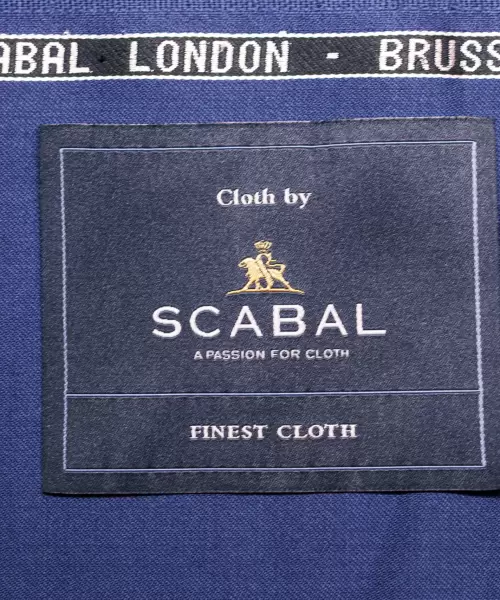 ABAL LONDON - BRUSS
Cloth by
SCABAL
A PASSION FOR CLOTH
FINEST CLOTH